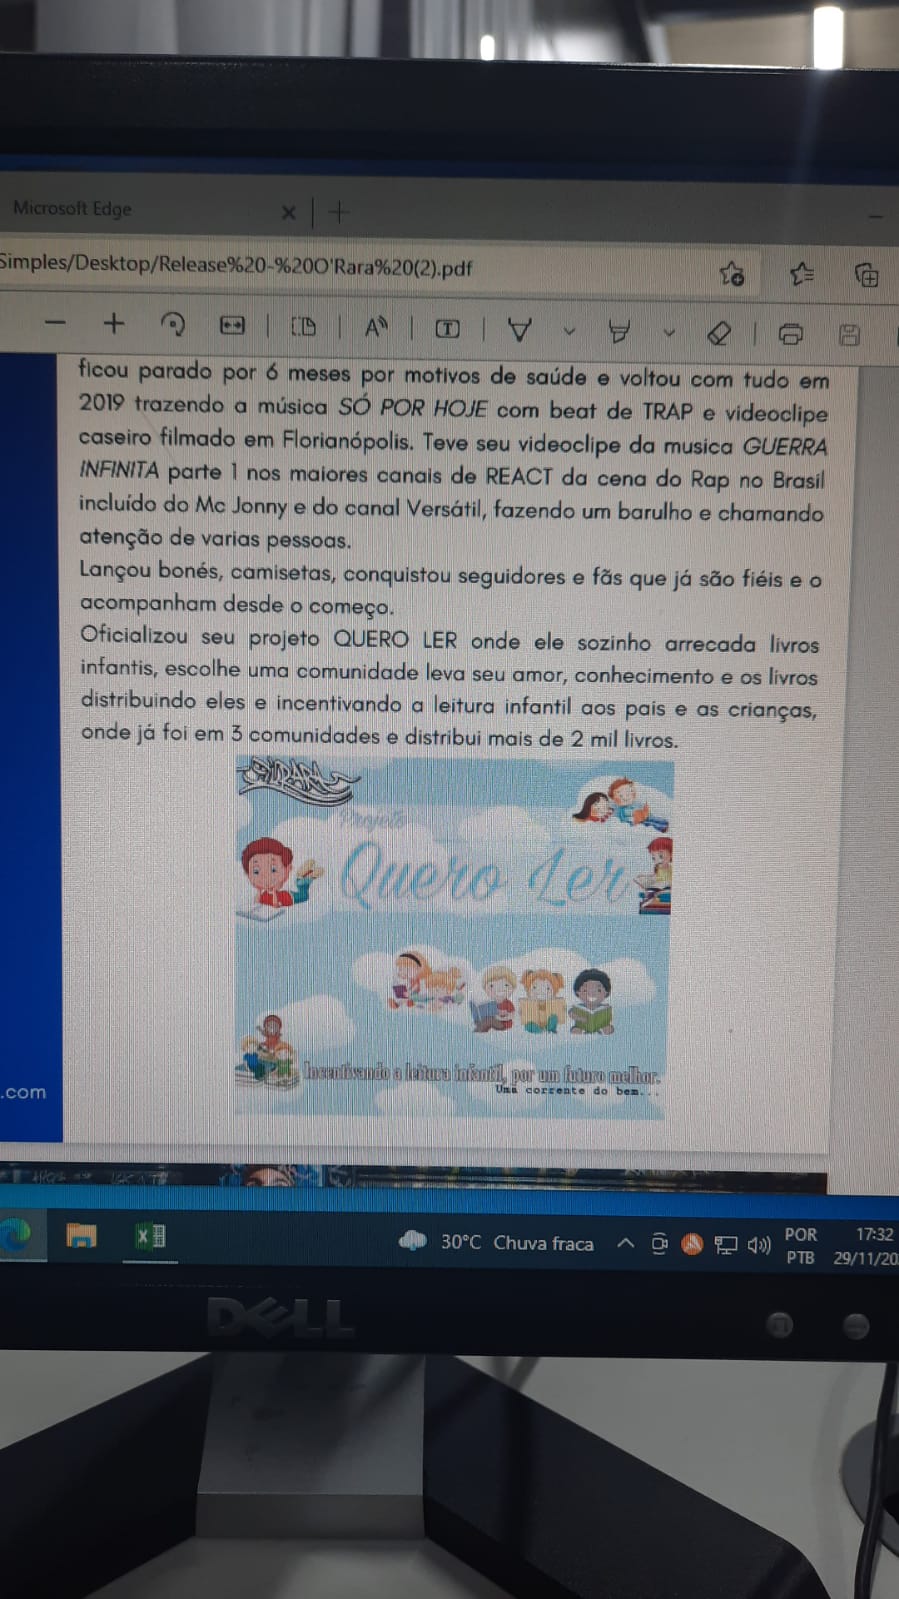 Microsoft Edge
Simples/Desktop/Release%20-%20O'Rara%20(2).pdf
ficou parado por 6 meses por motivos de saúde e voltou com tudo em
2019 trazendo a música SÓ POR HOJE com beat de TRAP e videoclipe
caseiro filmado em Florianópolis. Teve seu videoclipe da musica GUERRA
INFINITA parte 1 nos maiores canais de REACT da cena do Rap no Brasil
incluído do Mc Jonny e do canal Versátil, fazendo um barulho e chamando
atenção de varias pessoas.
Lançou bonés, camisetas, conquistou seguidores e fãs que já são fiéis e o
acompanham desde o começo.
Oficializou seu projeto QUERO LER onde ele sozinho arrecada livros
infantis, escolhe uma comunidade leva seu amor, conhecimento e os livros
distribuindo eles e incentivando a leitura infantil aos pais e as crianças,
onde já foi em 3 comunidades e distribui mais de 2 mil livros.
Projeto
Quero Ler
Incentivando a leitura infantil, por um futuro melhor.
Uma corrente do bem...
.com
30°C Chuva fraca
POR
PTB
17:32
29/11/20
DELL